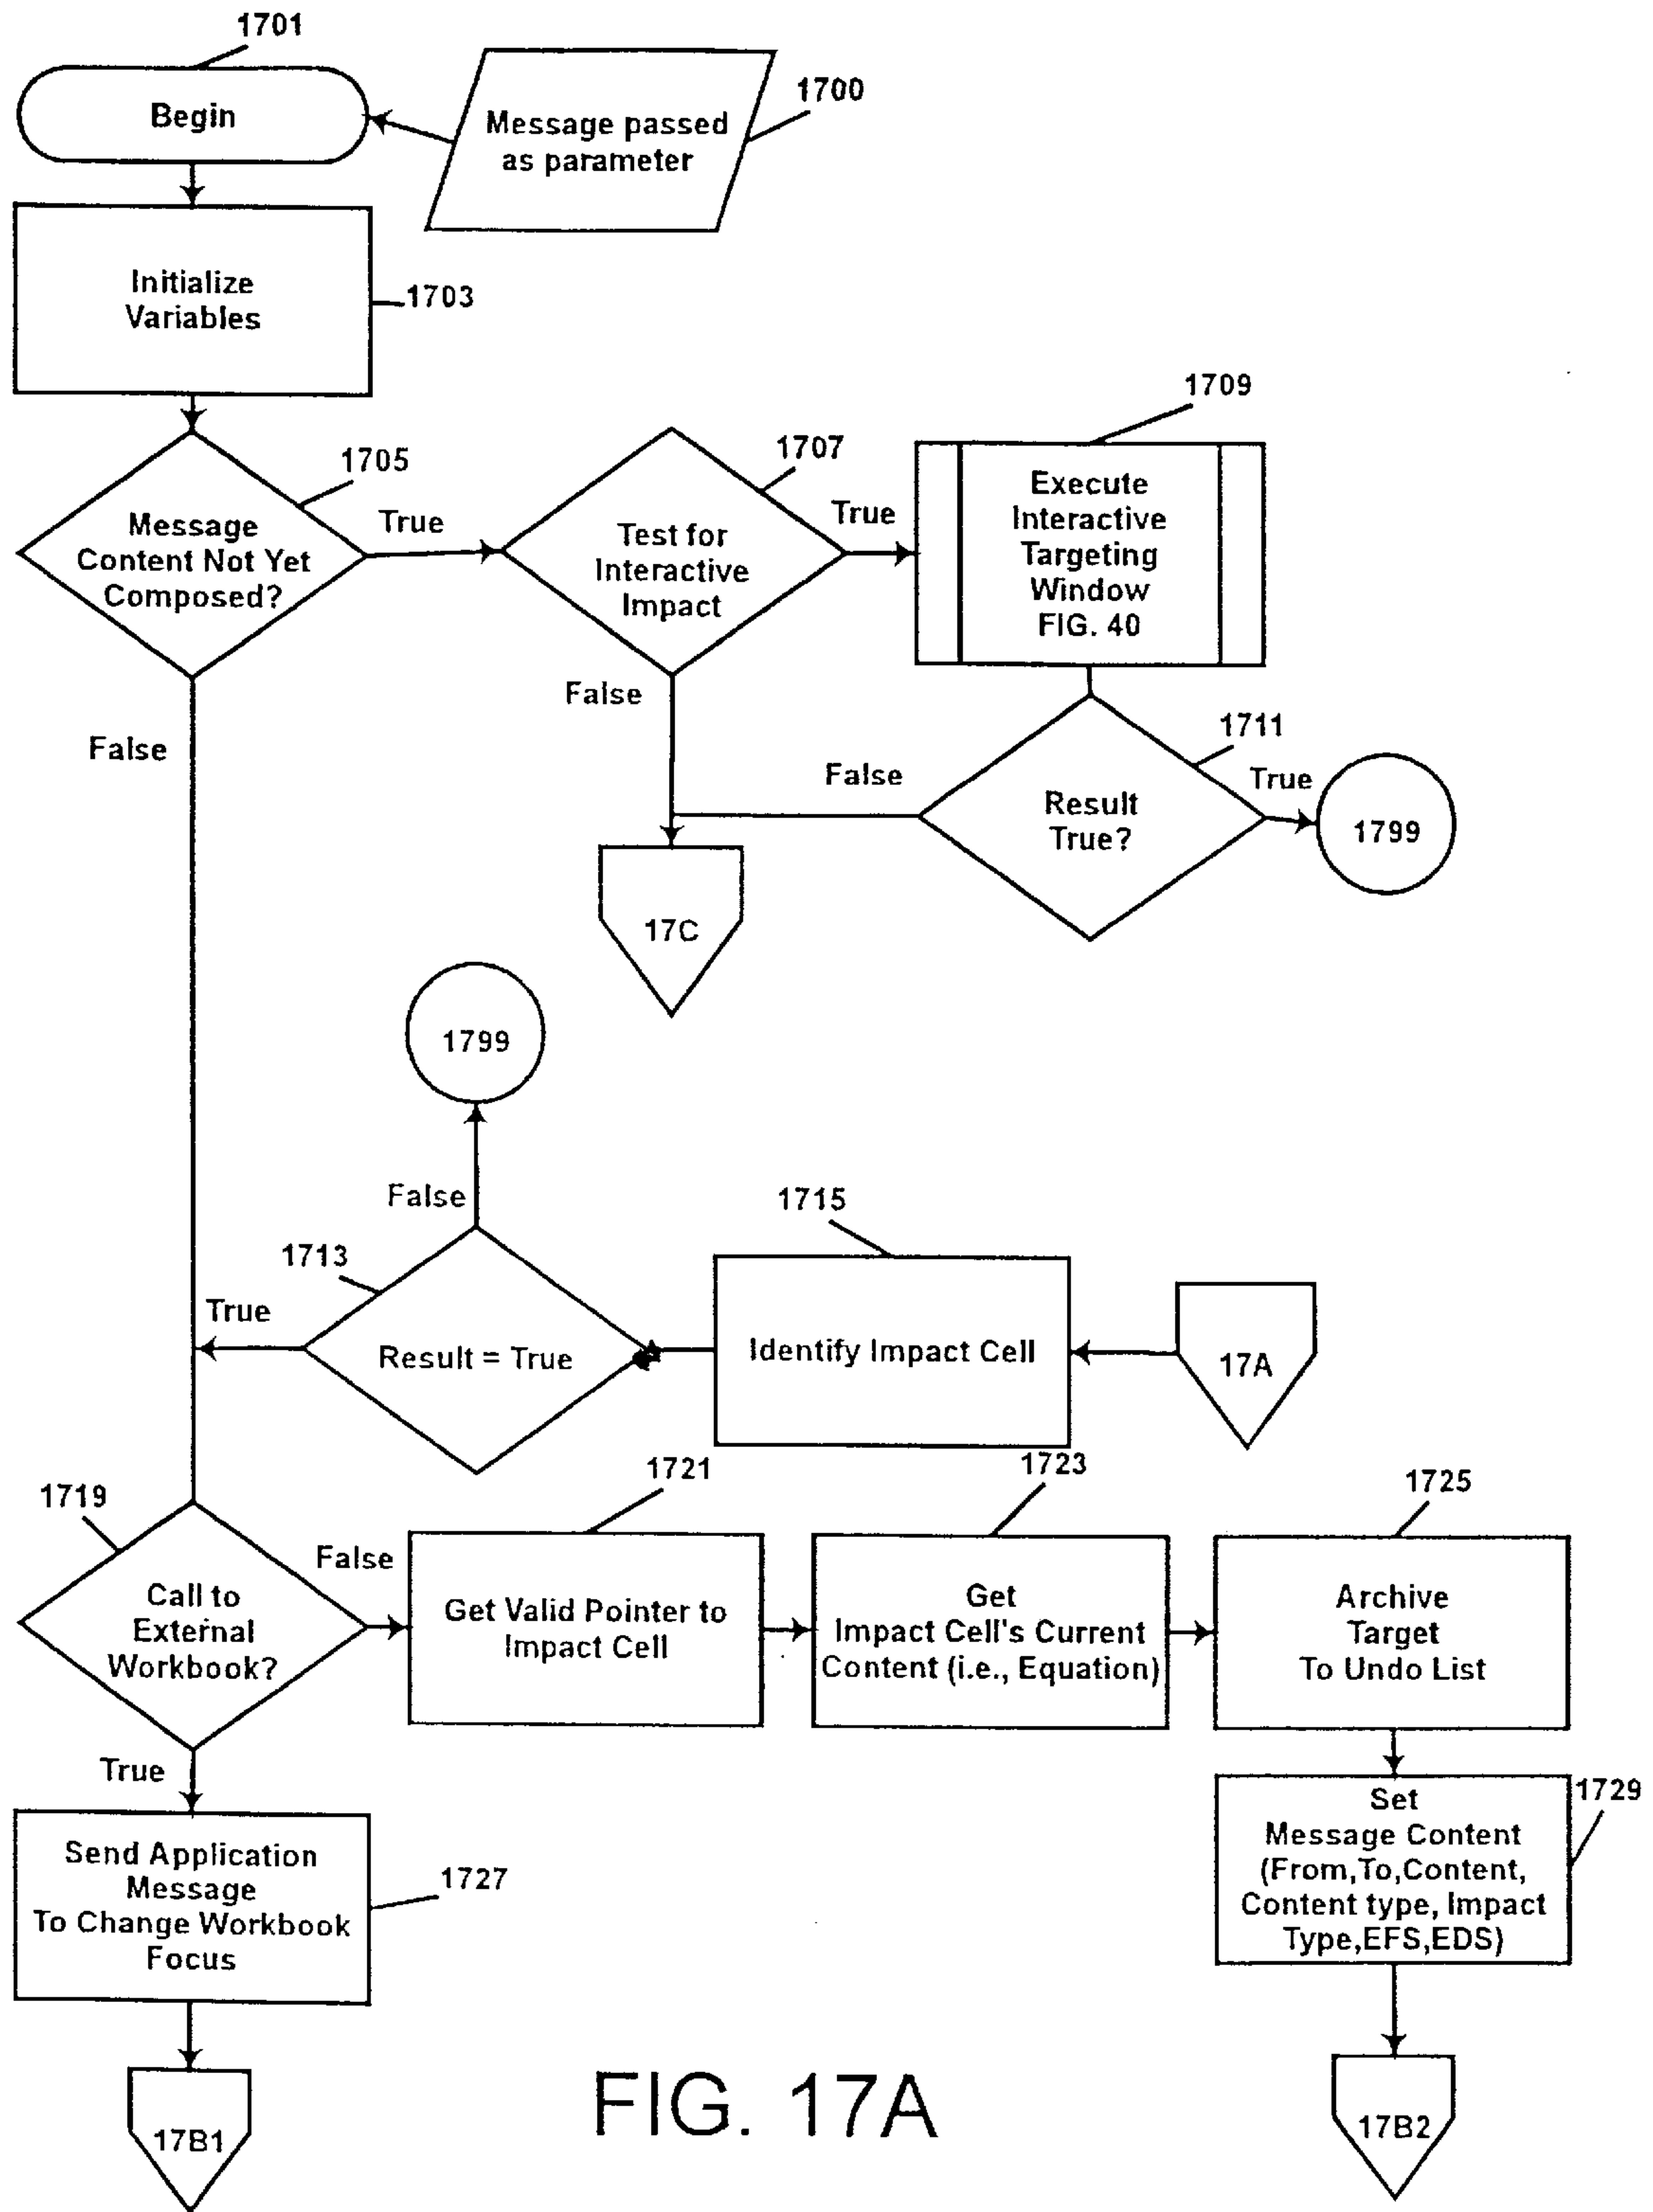 1701
Begin
Message passed
as parameter
1700
Initialize
Variables
1703
1705
Message
Content Not Yet
Composed?
True
False
1707
Test for
Interactive
Impact
True
False
1709
Execute
Interactive
Targeting
Window
FIG. 40
1711
Result
True?
False
True
1799
17C
1799
False
1713
True
Result = True
1715
Identify Impact Cell
17A
1719
Call to
External
Workbook?
False
True
1721
Get Valid Pointer to
Impact Cell
1723
Get
Impact Cell's Current
Content (i.e., Equation)
1725
Archive
Target
To Undo List
Send Application
Message
To Change Workbook
Focus
1727
1729
Set
Message Content
(From,To,Content,
Content type, Impact
Type,EFS,EDS)
17B1
FIG. 17A
17B2